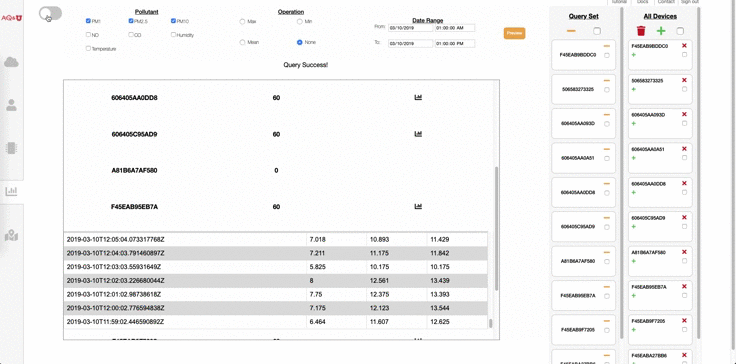 Tutorial Docs Contact Sign out
AQ&U
Pollutant
PM1 PM2.5 PM10
NO CO Humidity
Temperature
Operation
Max Min
Mean None
Date Range
From: 03/10/2019 01:00:00 AM
To: 03/10/2019 01:00:00 PM
Preview
Query Success!
606405AA0DD8 60
606405C95AD9 60
A81B6A7AF580 0
F45EAB95EB7A 60
2019-03-10T12:05:04.073317768Z 7.018 10.893 11.429
2019-03-10T12:04:03.791460897Z 7.211 11.175 11.842
2019-03-10T12:03:03.55931649Z 5.825 10.175 10.175
2019-03-10T12:02:03.226680044Z 8 12.561 13.439
2019-03-10T12:01:02.98738618Z 7.75 12.375 13.393
2019-03-10T12:00:02.776594838Z 7.175 12.123 13.544
2019-03-10T11:59:02.446590892Z 6.464 11.607 12.625
Query Set
F45EAB9BDDC0
506583273325
606405AA093D
606405AA0A51
606405AA0DD8
606405C95AD9
A81B6A7AF580
F45EAB95EB7A
F45EAB9F7205
All Devices
F45EAB9BDDC0
506583273325
606405AA093D
606405AA0A51
606405AA0DD8
606405C95AD9
A81B6A7AF580
F45EAB95EB7A
F45EAB9F7205
F45EABA27BB6